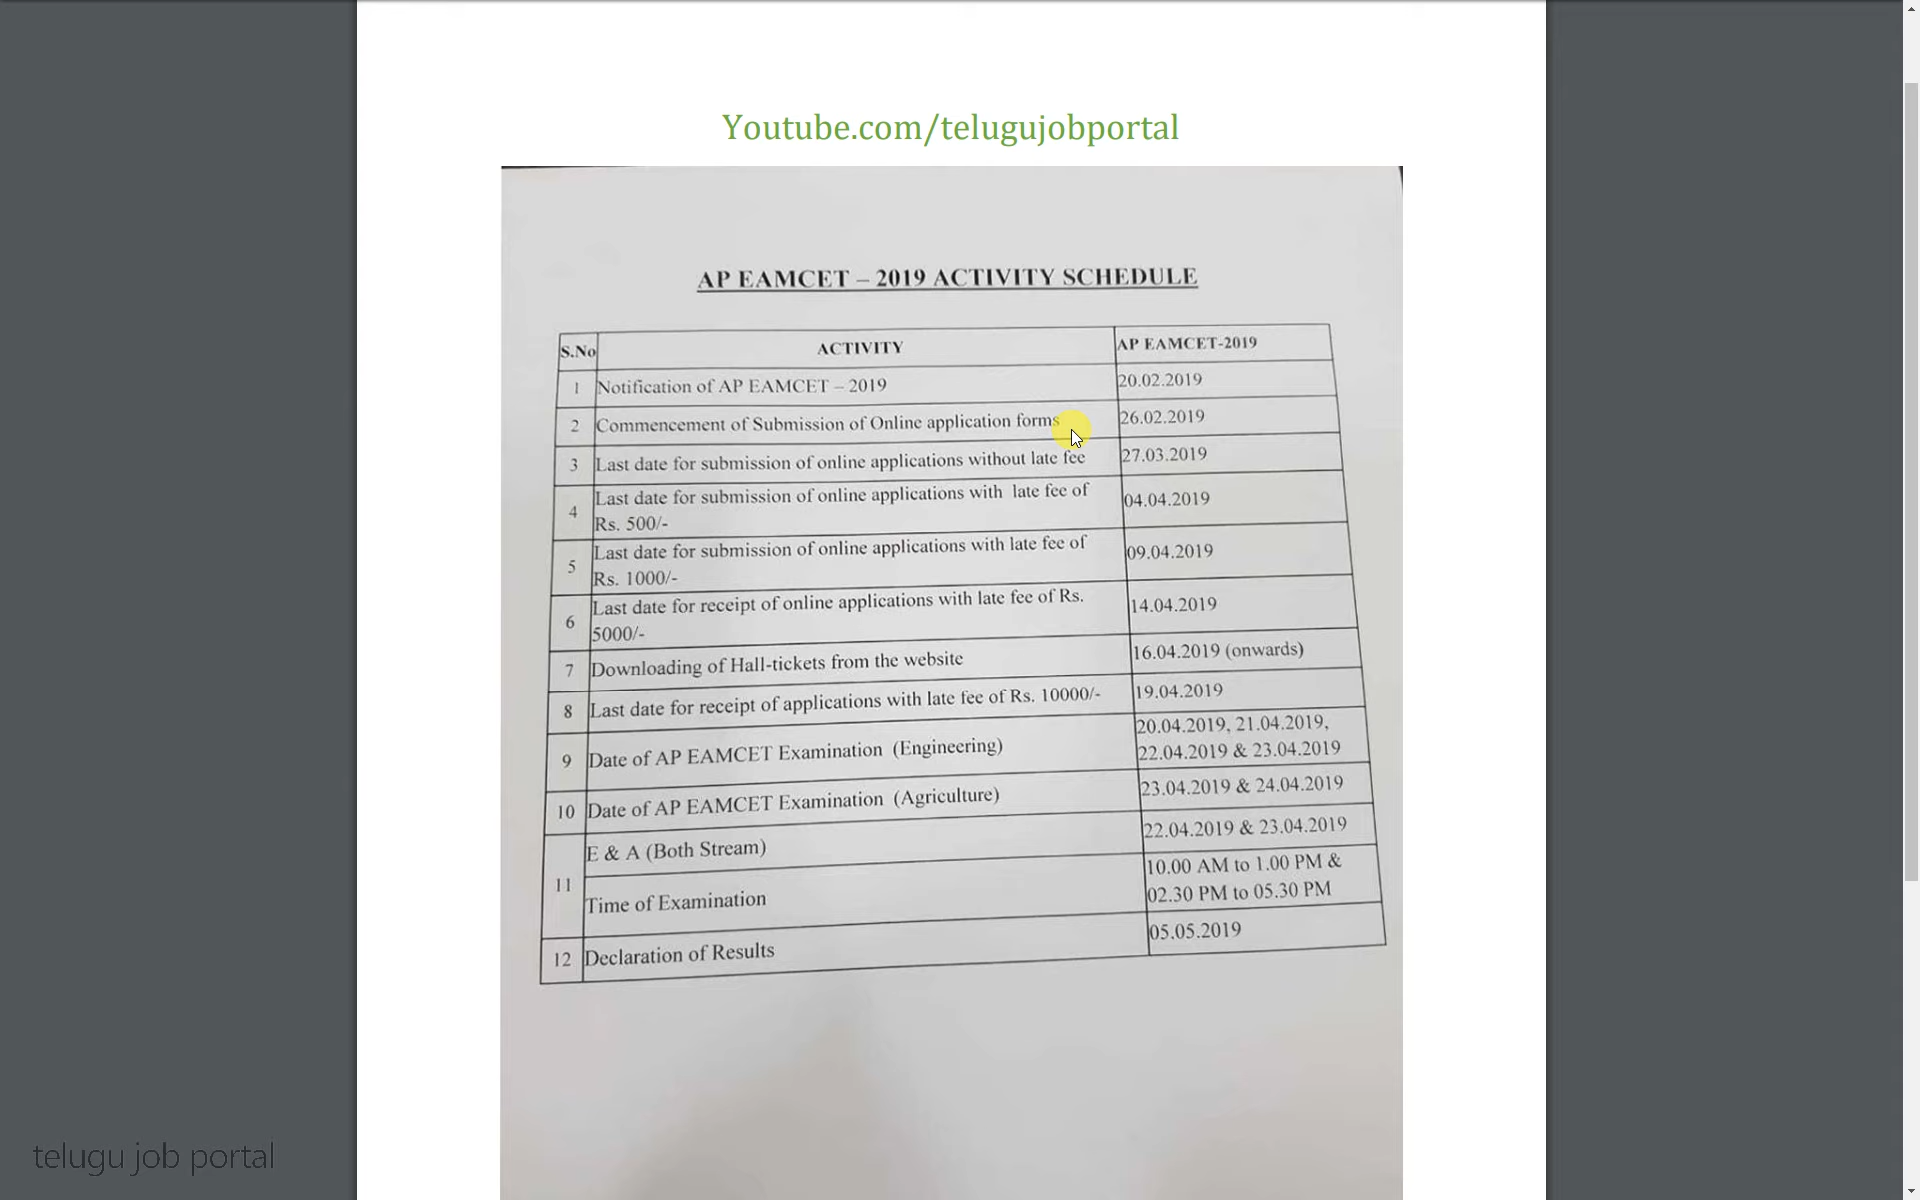 Youtube.com/telugujobportal
AP EAMCET – 2019 ACTIVITY SCHEDULE
S.No ACTIVITY AP EAMCET-2019
1 Notification of AP EAMCET – 2019 20.02.2019
2 Commencement of Submission of Online application forms 26.02.2019
3 Last date for submission of online applications without late fee 27.03.2019
4 Last date for submission of online applications with late fee of
Rs. 500/- 04.04.2019
5 Last date for submission of online applications with late fee of
Rs. 1000/- 09.04.2019
6 Last date for receipt of online applications with late fee of Rs.
5000/- 14.04.2019
7 Downloading of Hall-tickets from the website 16.04.2019 (onwards)
8 Last date for receipt of applications with late fee of Rs. 10000/- 19.04.2019
9 Date of AP EAMCET Examination (Engineering) 20.04.2019, 21.04.2019,
22.04.2019 & 23.04.2019
10 Date of AP EAMCET Examination (Agriculture) 23.04.2019 & 24.04.2019
11 E & A (Both Stream) 22.04.2019 & 23.04.2019
Time of Examination 10.00 AM to 1.00 PM &
02.30 PM to 05.30 PM
12 Declaration of Results 05.05.2019
telugu job portal